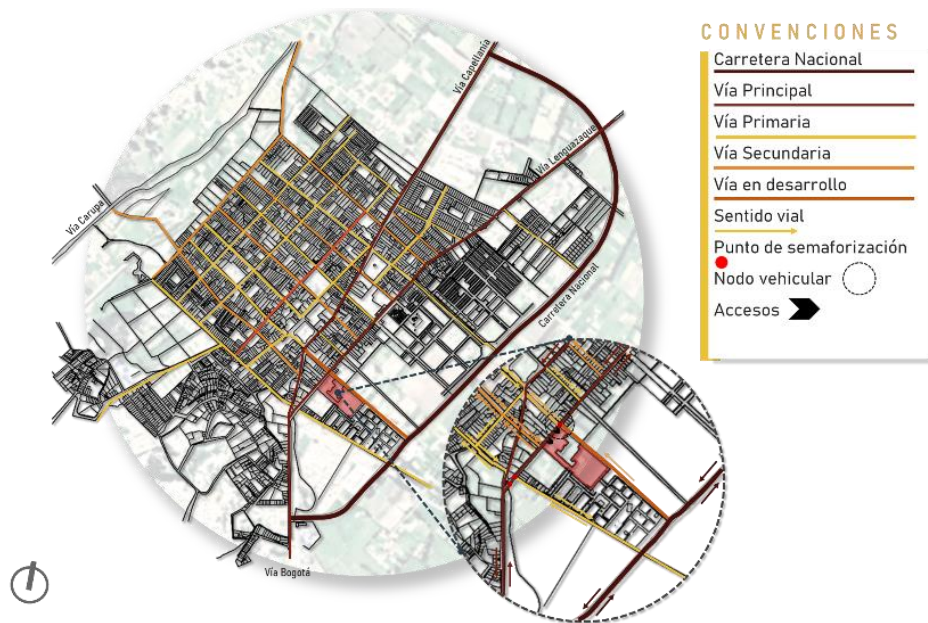 CONVENCIONES
Carretera Nacional
Vía Principal
Vía Primaria
Vía Secundaria
Vía en desarrollo
Sentido vial
Punto de semaforización
Nodo vehicular
Accesos
Vía Capellanía
Vía Lenguazaque
Vía Carupa
Carretera Nacional
Vía Bogotá